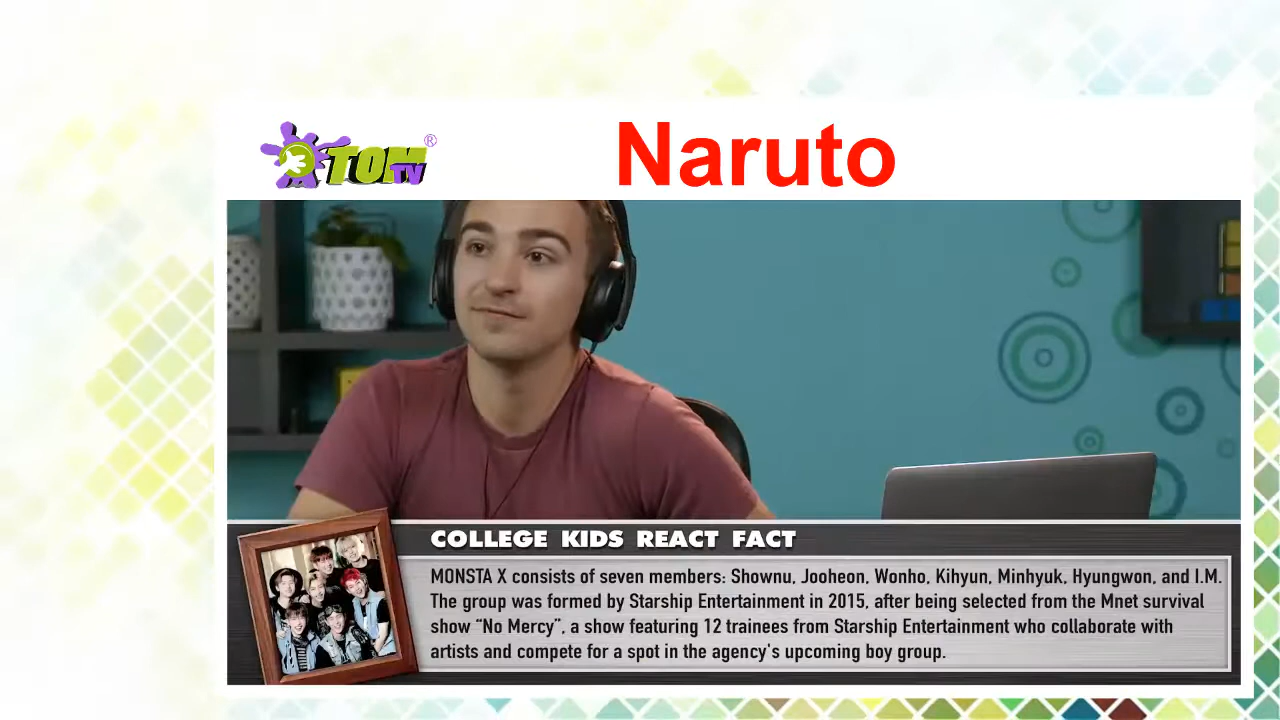 TOM TV ®
Naruto
COLLEGE KIDS REACT FACT
MONSTA X consists of seven members: Shownu, Jooheon, Wonho, Kihyun, Minhyuk, Hyungwon, and I.M.
The group was formed by Starship Entertainment in 2015, after being selected from the Mnet survival
show “No Mercy”, a show featuring 12 trainees from Starship Entertainment who collaborate with
artists and compete for a spot in the agency's upcoming boy group.